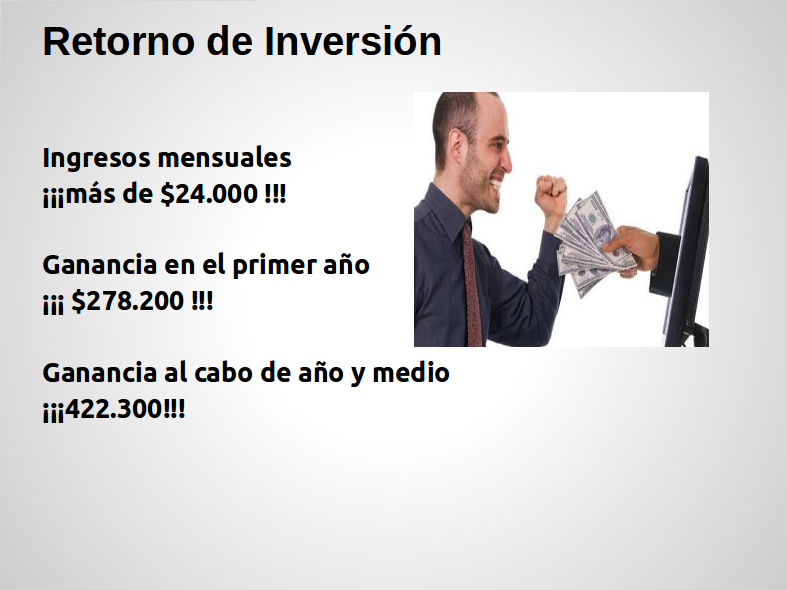 Retorno de Inversión
Ingresos mensuales
¡¡¡más de $24.000 !!!
Ganancia en el primer año
¡¡¡ $278.200 !!!
Ganancia al cabo de año y medio
¡¡¡422.300!!!